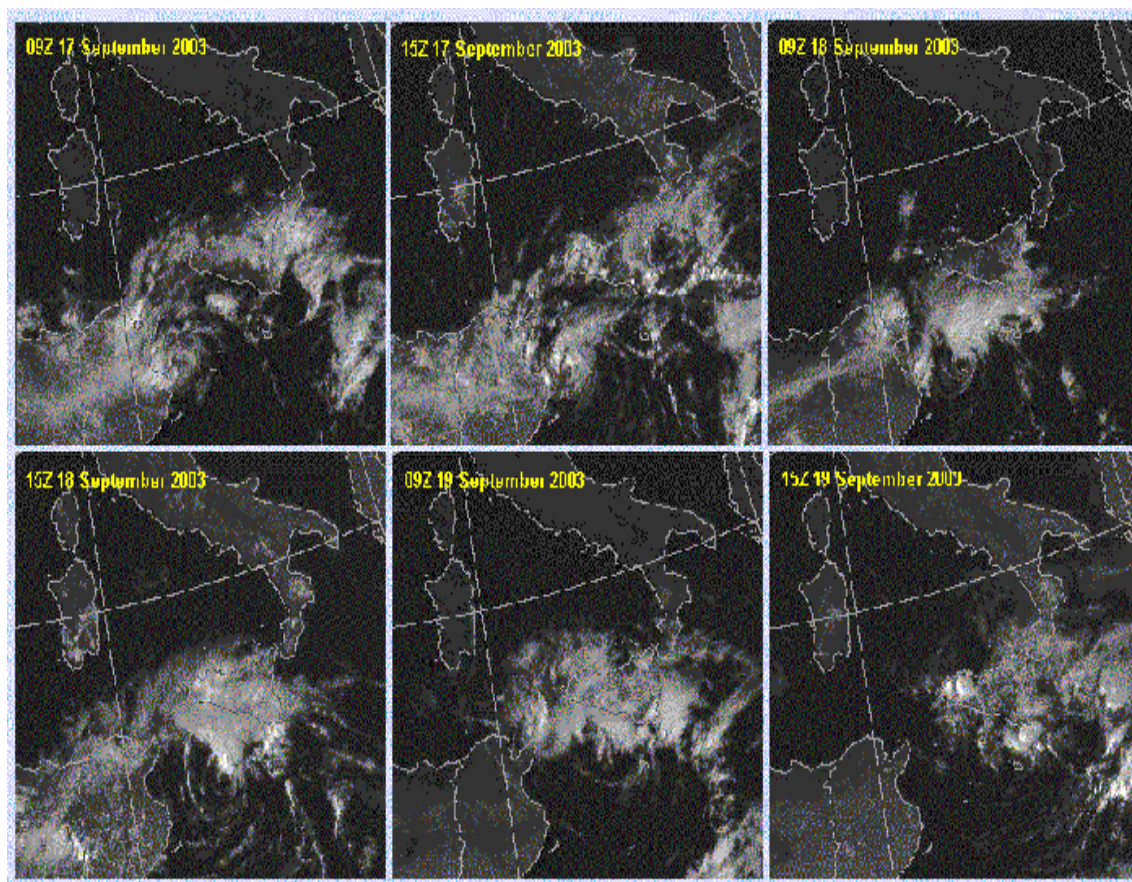 09Z 17 September 2003
15Z 17 September 2003
09Z 18 September 2003
15Z 18 September 2003
09Z 19 September 2003
15Z 19 September 2003